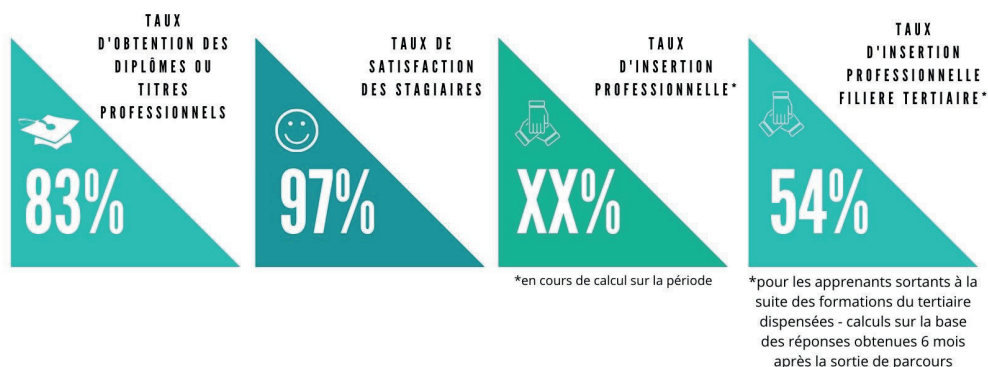 TAUX
D'OBTENTION DES
DIPLÔMES OU
TITRES
PROFESSIONNELS
83%
TAUX DE
SATISFACTION
DES STAGIAIRES
97%
TAUX
D'INSERTION
PROFESSIONNELLE*
XX%
*en cours de calcul sur la période
TAUX
D'INSERTION
PROFESSIONNELLE
FILIERE TERTIAIRE*
54%
*pour les apprenants sortants à la
suite des formations du tertiaire
dispensées - calculs sur la base
des réponses obtenues 6 mois
après la sortie de parcours